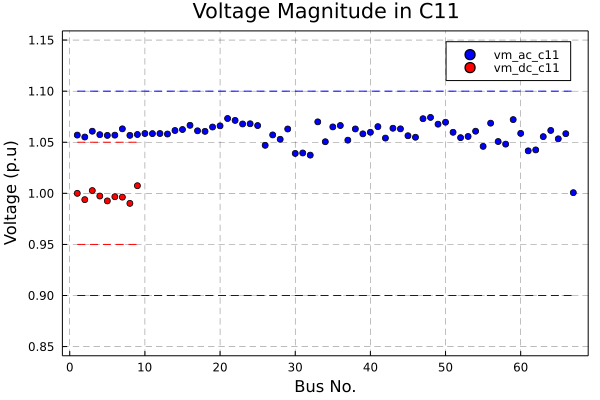 Voltage Magnitude in C11
vm_ac_c11
vm_dc_c11
Voltage (p.u)
1.15
1.10
1.05
1.00
0.95
0.90
0.85
0 10 20 30 40 50 60
Bus No.